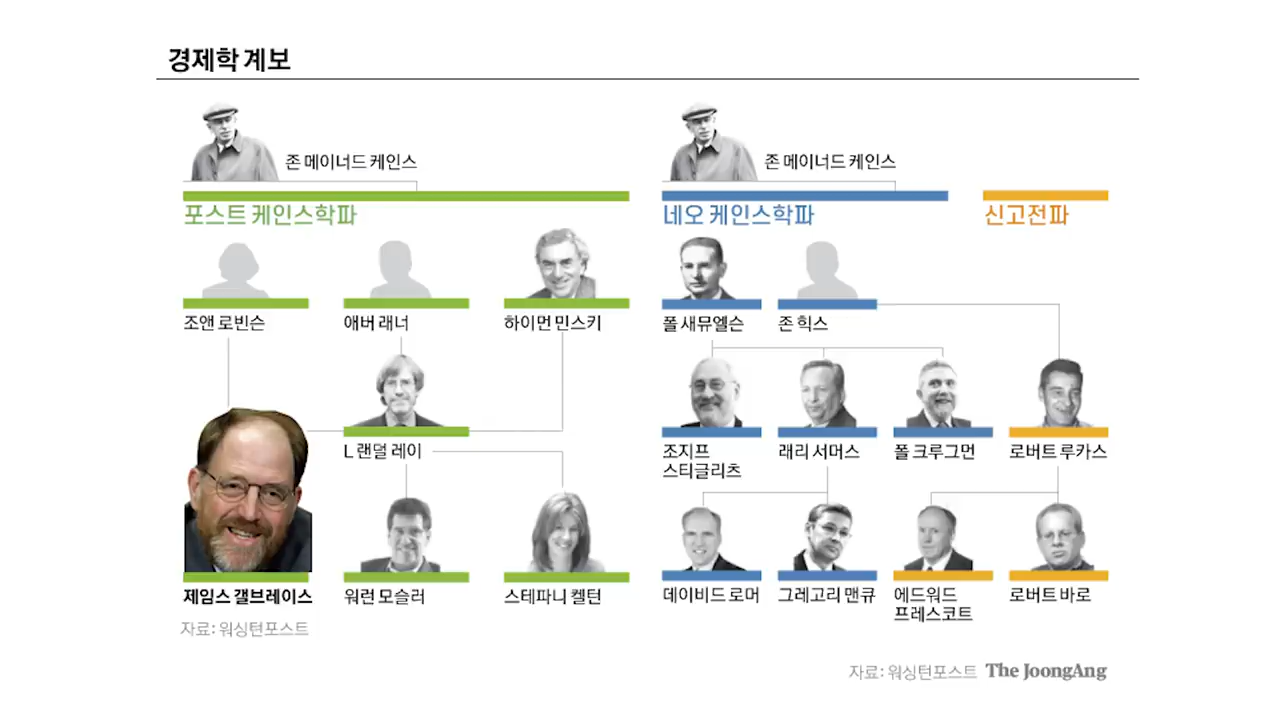 경제학 계보
존 메이너드 케인스
포스트 케인스학파
조앤 로빈슨
애버 래너
하이먼 민스키
L 랜덜 레이
제임스 갤브레이스
워런 모슬러
스테파니 켈턴
자료: 워싱턴포스트
존 메이너드 케인스
네오 케인스학파
신고전파
폴 새뮤엘슨
존 힉스
조지프
스티글리츠
래리 서머스
폴 크루그먼
로버트 루카스
데이비드 로머
그레고리 맨큐
에드워드
프레스코트
로버트 바로
자료: 워싱턴포스트 The JoongAng